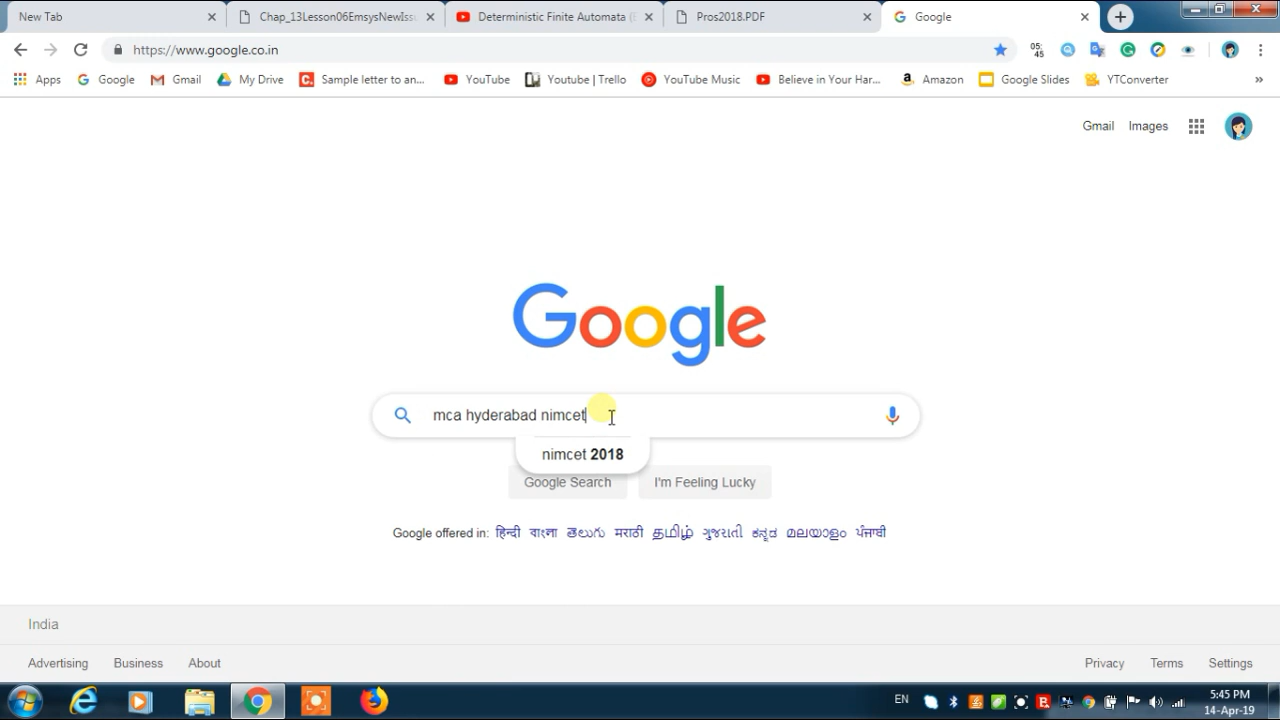 New Tab
Chap_13Lesson06EmsysNewIssu
Deterministic Finite Automata (
Pros2018.PDF
Google
https://www.google.co.in
05:
45
Apps
Google
Gmail
My Drive
Sample letter to an...
YouTube
Youtube | Trello
YouTube Music
Believe in Your Har...
Amazon
Google Slides
YTConverter
»
Gmail
Images
Google
mca hyderabad nimcet
nimcet 2018
Google Search
I'm Feeling Lucky
Google offered in: हिन्दी বাংলা తెలుగు मराठी தமிழ் ગુજરાતી ಕನ್ನಡ മലയാളം ਪੰਜਾਬੀ
India
Advertising
Business
About
Privacy
Terms
Settings
EN
5:45 PM
14-Apr-19